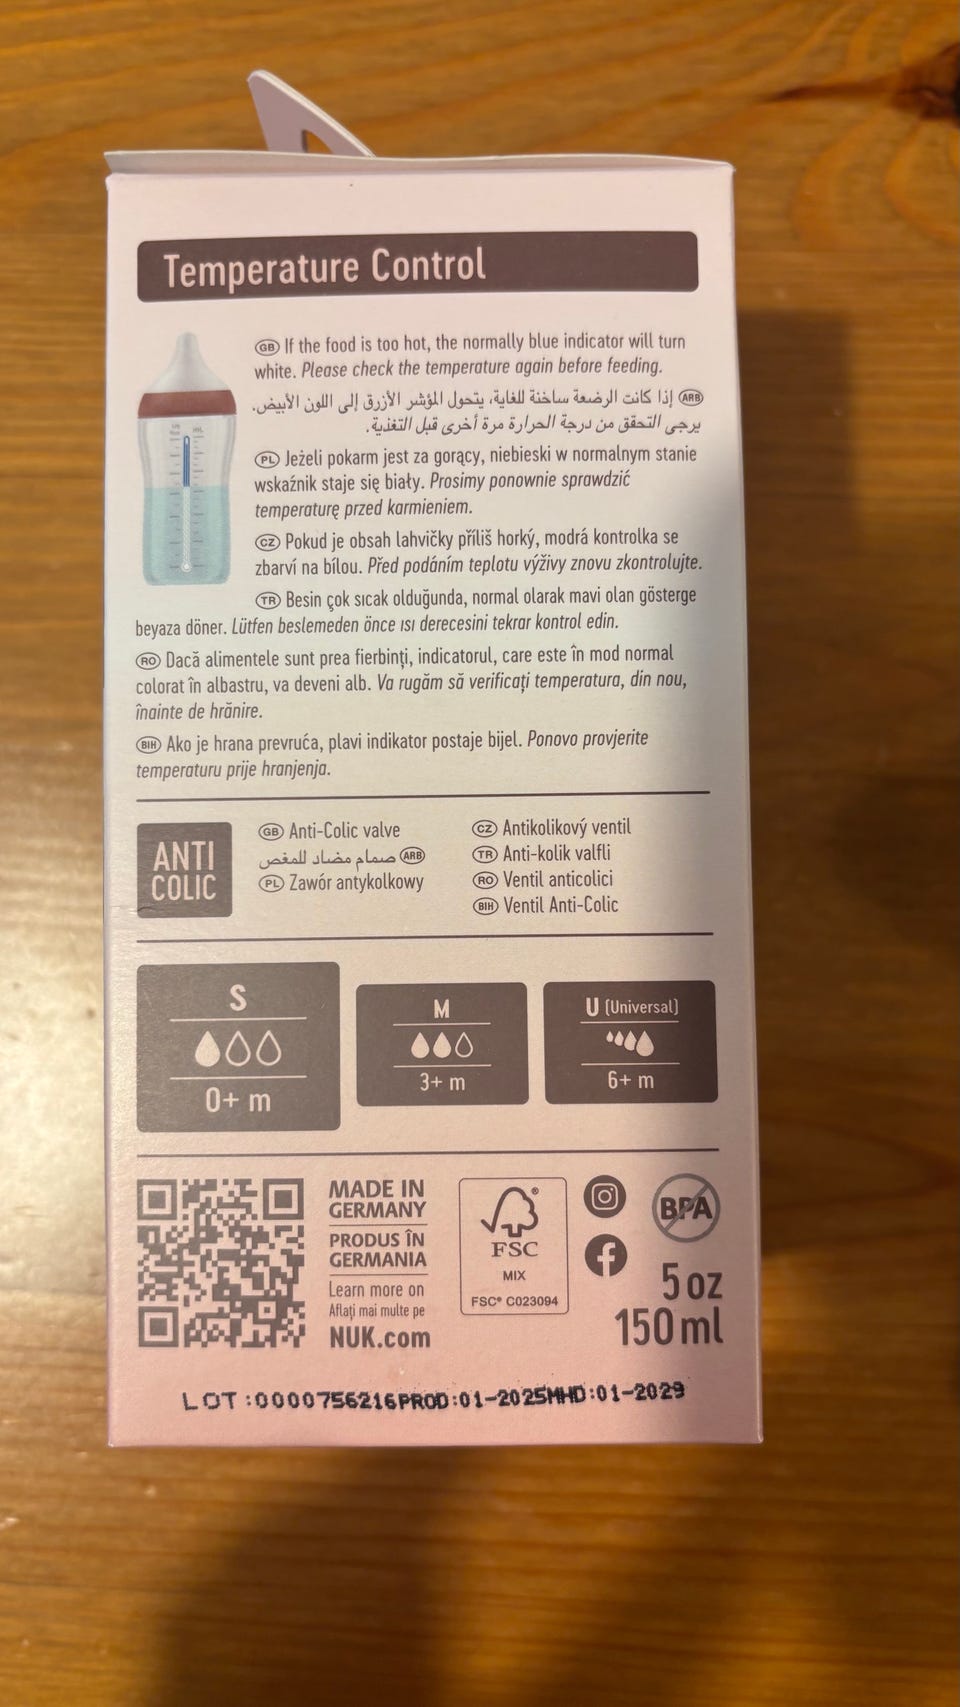 Temperature Control
GB If the food is too hot, the normally blue indicator will turn
white. Please check the temperature again before feeding.
ARB إذا كانت الرضعة ساخنة للغاية، يتحول المؤشر الأزرق إلى اللون الأبيض.
يرجى التحقق من درجة الحرارة مرة أخرى قبل التغذية.
PL Jeżeli pokarm jest za gorący, niebieski w normalnym stanie
wskaźnik staje się biały. Prosimy ponownie sprawdzić
temperaturę przed karmieniem.
CZ Pokud je obsah lahvičky příliš horký, modrá kontrolka se
zbarví na bílou. Před podáním teplotu výživy znovu zkontrolujte.
TR Besin çok sıcak olduğunda, normal olarak mavi olan gösterge
beyaza döner. Lütfen beslemeden önce ısı derecesini tekrar kontrol edin.
RO Dacă alimentele sunt prea fierbinți, indicatorul, care este în mod normal
colorat în albastru, va deveni alb. Va rugăm să verificați temperatura, din nou,
înainte de hrănire.
BIH Ako je hrana prevruća, plavi indikator postaje bijel. Ponovo provjerite
temperaturu prije hranjenja.
ANTI
COLIC
GB Anti-Colic valve
ARB صمام مضاد للمغص
PL Zawór antykolkowy
CZ Antikolikový ventil
TR Anti-kolik valfli
RO Ventil anticolici
BIH Ventil Anti-Colic
S
0+ m
M
3+ m
U (Universal)
6+ m
MADE IN
GERMANY
PRODUS ÎN
GERMANIA
Learn more on
Aflați mai multe pe
NUK.com
FSC
MIX
FSC® C023094
BPA
5 oz
150 ml
LOT:0000756216PROD:01-2025MHD:01-2029